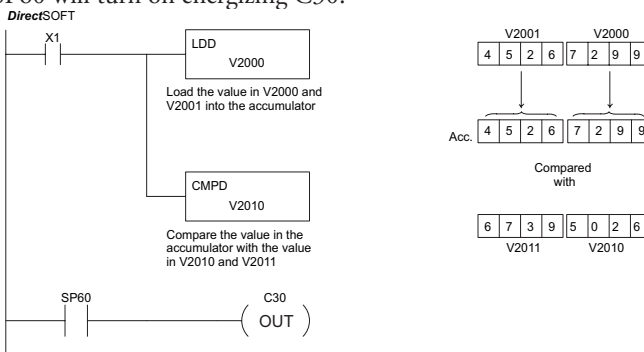 SP60 will turn on energizing C30.
DirectSOFT
X1
LDD
V2000
Load the value in V2000 and
V2001 into the accumulator
CMPD
V2010
Compare the value in the
accumulator with the value
in V2010 and V2011
SP60
C30
OUT
V2001 V2000
4 5 2 6 7 2 9 9
Acc. 4 5 2 6 7 2 9 9
Compared
with
6 7 3 9 5 0 2 6
V2011 V2010